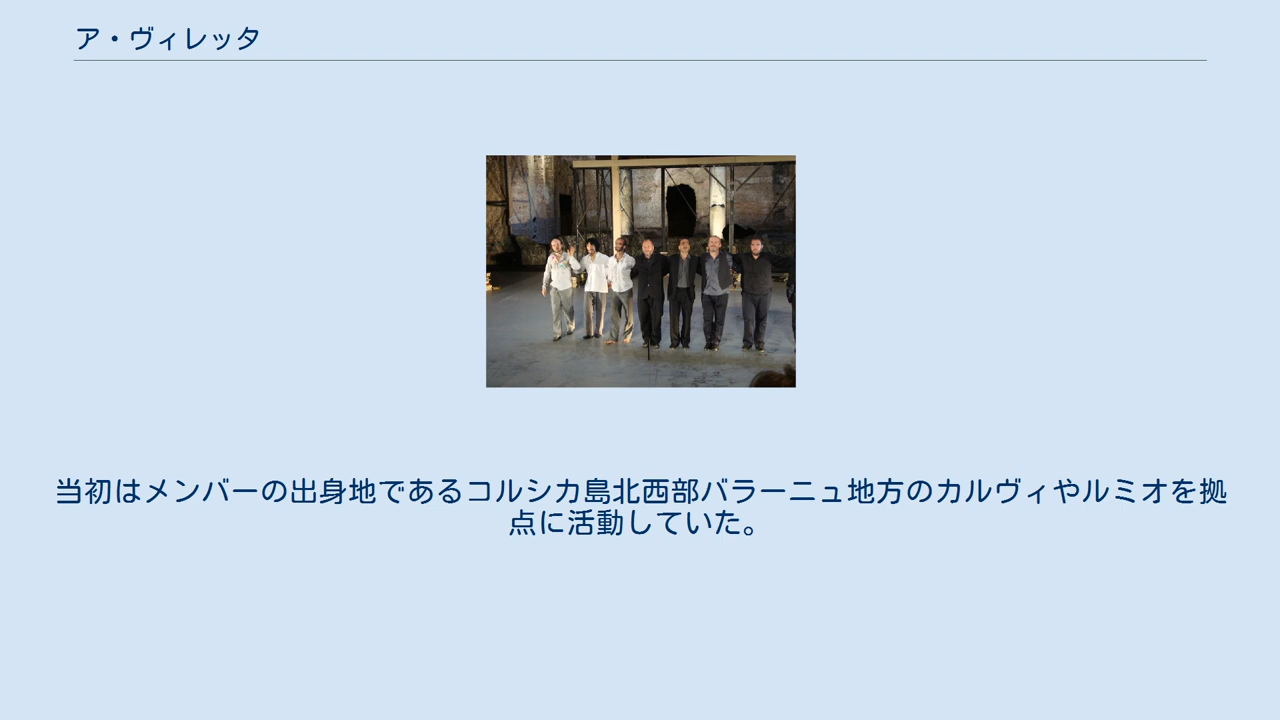 ア・ヴィレッタ
当初はメンバーの出身地であるコルシカ島北西部バラーニュ地方のカルヴィやルミオを拠
点に活動していた。